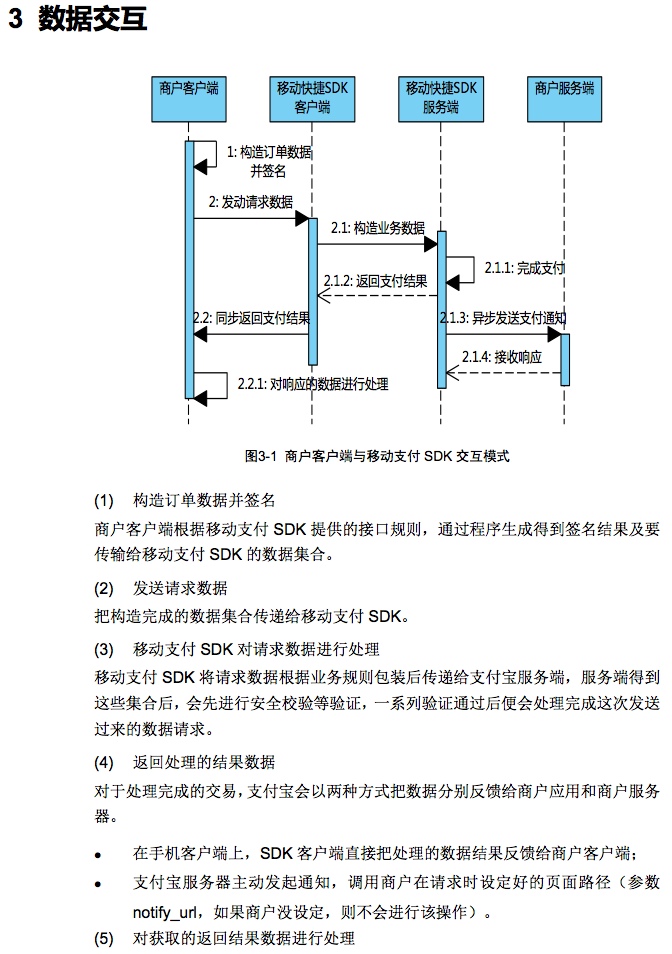 3 数据交互
商户客户端
移动快捷SDK
客户端
移动快捷SDK
服务端
商户服务端
1: 构造订单数据
并签名
2: 发动请求数据
2.1: 构造业务数据
2.1.1: 完成支付
2.1.2: 返回支付结果
2.2: 同步返回支付结果
2.1.3: 异步发送支付通知
2.1.4: 接收响应
2.2.1: 对响应的数据进行处理
图3-1 商户客户端与移动支付 SDK 交互模式
(1) 构造订单数据并签名
商户客户端根据移动支付 SDK 提供的接口规则，通过程序生成得到签名结果及要
传输给移动支付 SDK 的数据集合。
(2) 发送请求数据
把构造完成的数据集合传递给移动支付 SDK。
(3) 移动支付 SDK 对请求数据进行处理
移动支付 SDK 将请求数据根据业务规则包装后传递给支付宝服务端，服务端得到
这些集合后，会先进行安全校验等验证，一系列验证通过后便会处理完成这次发送
过来的数据请求。
(4) 返回处理的结果数据
对于处理完成的交易，支付宝会以两种方式把数据分别反馈给商户应用和商户服务
器。
● 在手机客户端上，SDK 客户端直接把处理的数据结果反馈给商户客户端；
● 支付宝服务器主动发起通知，调用商户在请求时设定好的页面路径（参数
notify_url，如果商户没设定，则不会进行该操作）。
(5) 对获取的返回结果数据进行处理